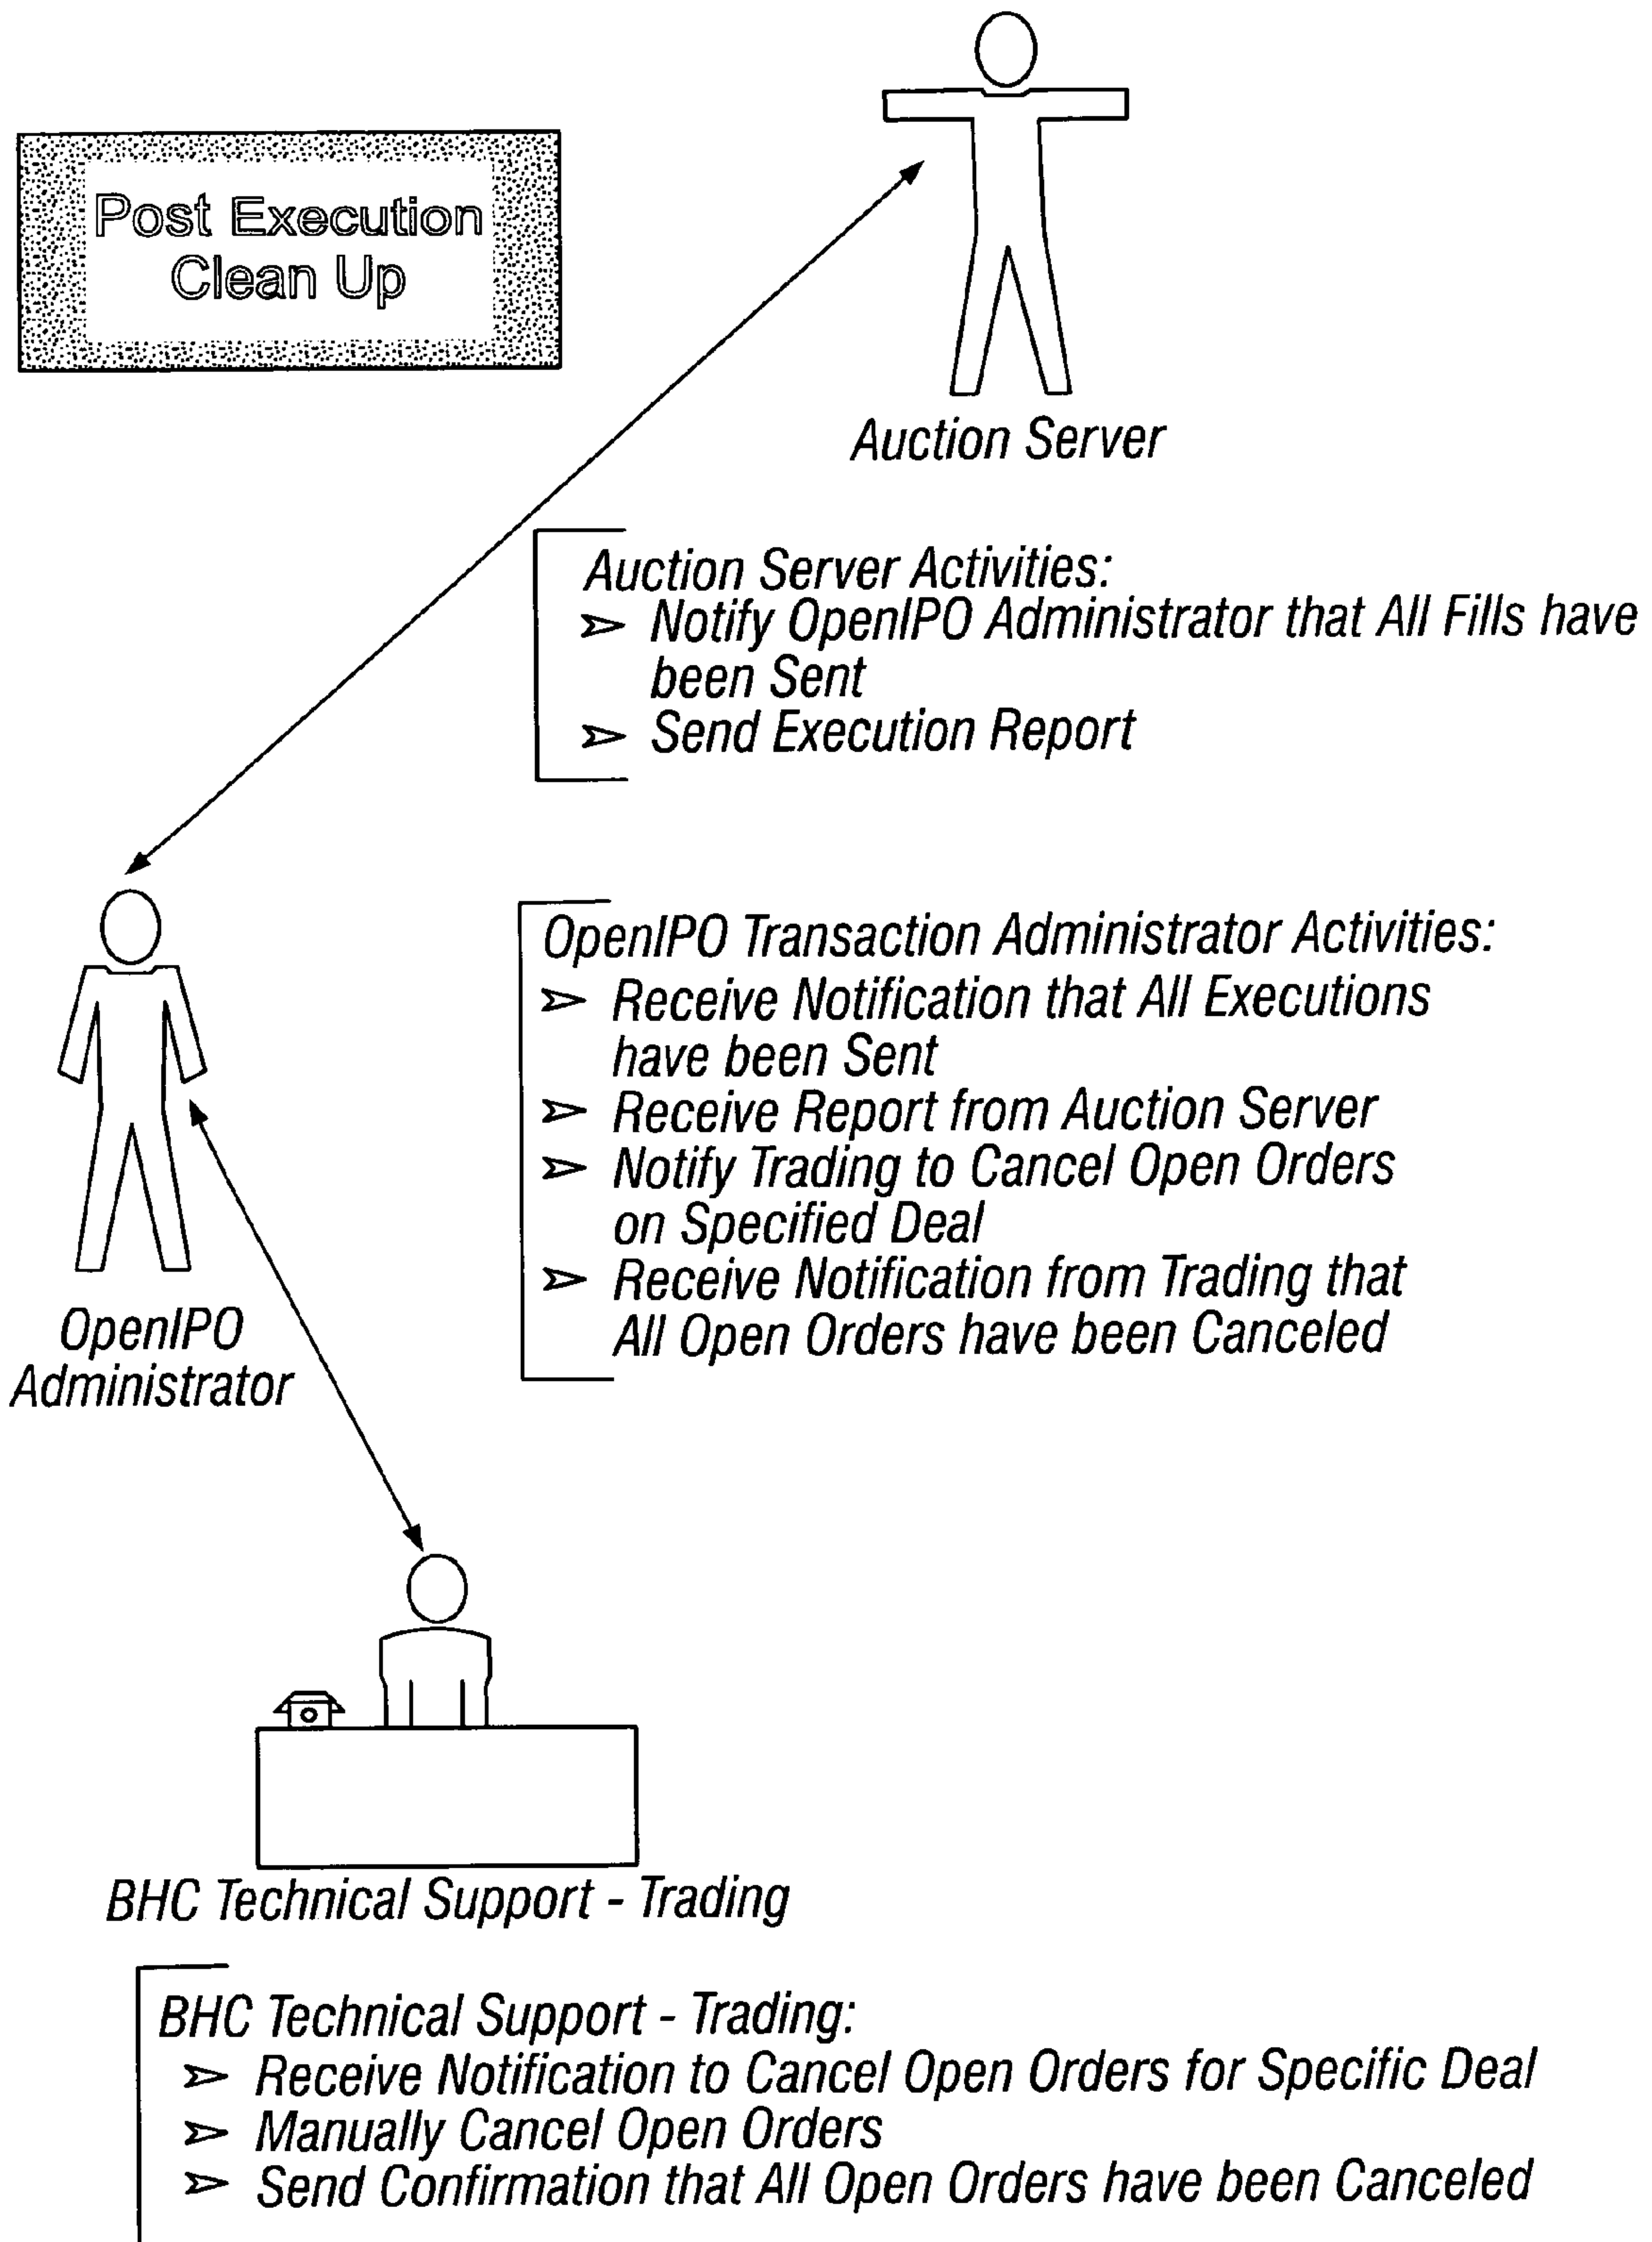 Post Execution
Clean Up
Auction Server
Auction Server Activities:
➢ Notify OpenIPO Administrator that All Fills have
been Sent
➢ Send Execution Report
OpenIPO Transaction Administrator Activities:
➢ Receive Notification that All Executions
have been Sent
➢ Receive Report from Auction Server
➢ Notify Trading to Cancel Open Orders
on Specified Deal
➢ Receive Notification from Trading that
All Open Orders have been Canceled
OpenIPO
Administrator
BHC Technical Support - Trading
BHC Technical Support - Trading:
➢ Receive Notification to Cancel Open Orders for Specific Deal
➢ Manually Cancel Open Orders
➢ Send Confirmation that All Open Orders have been Canceled